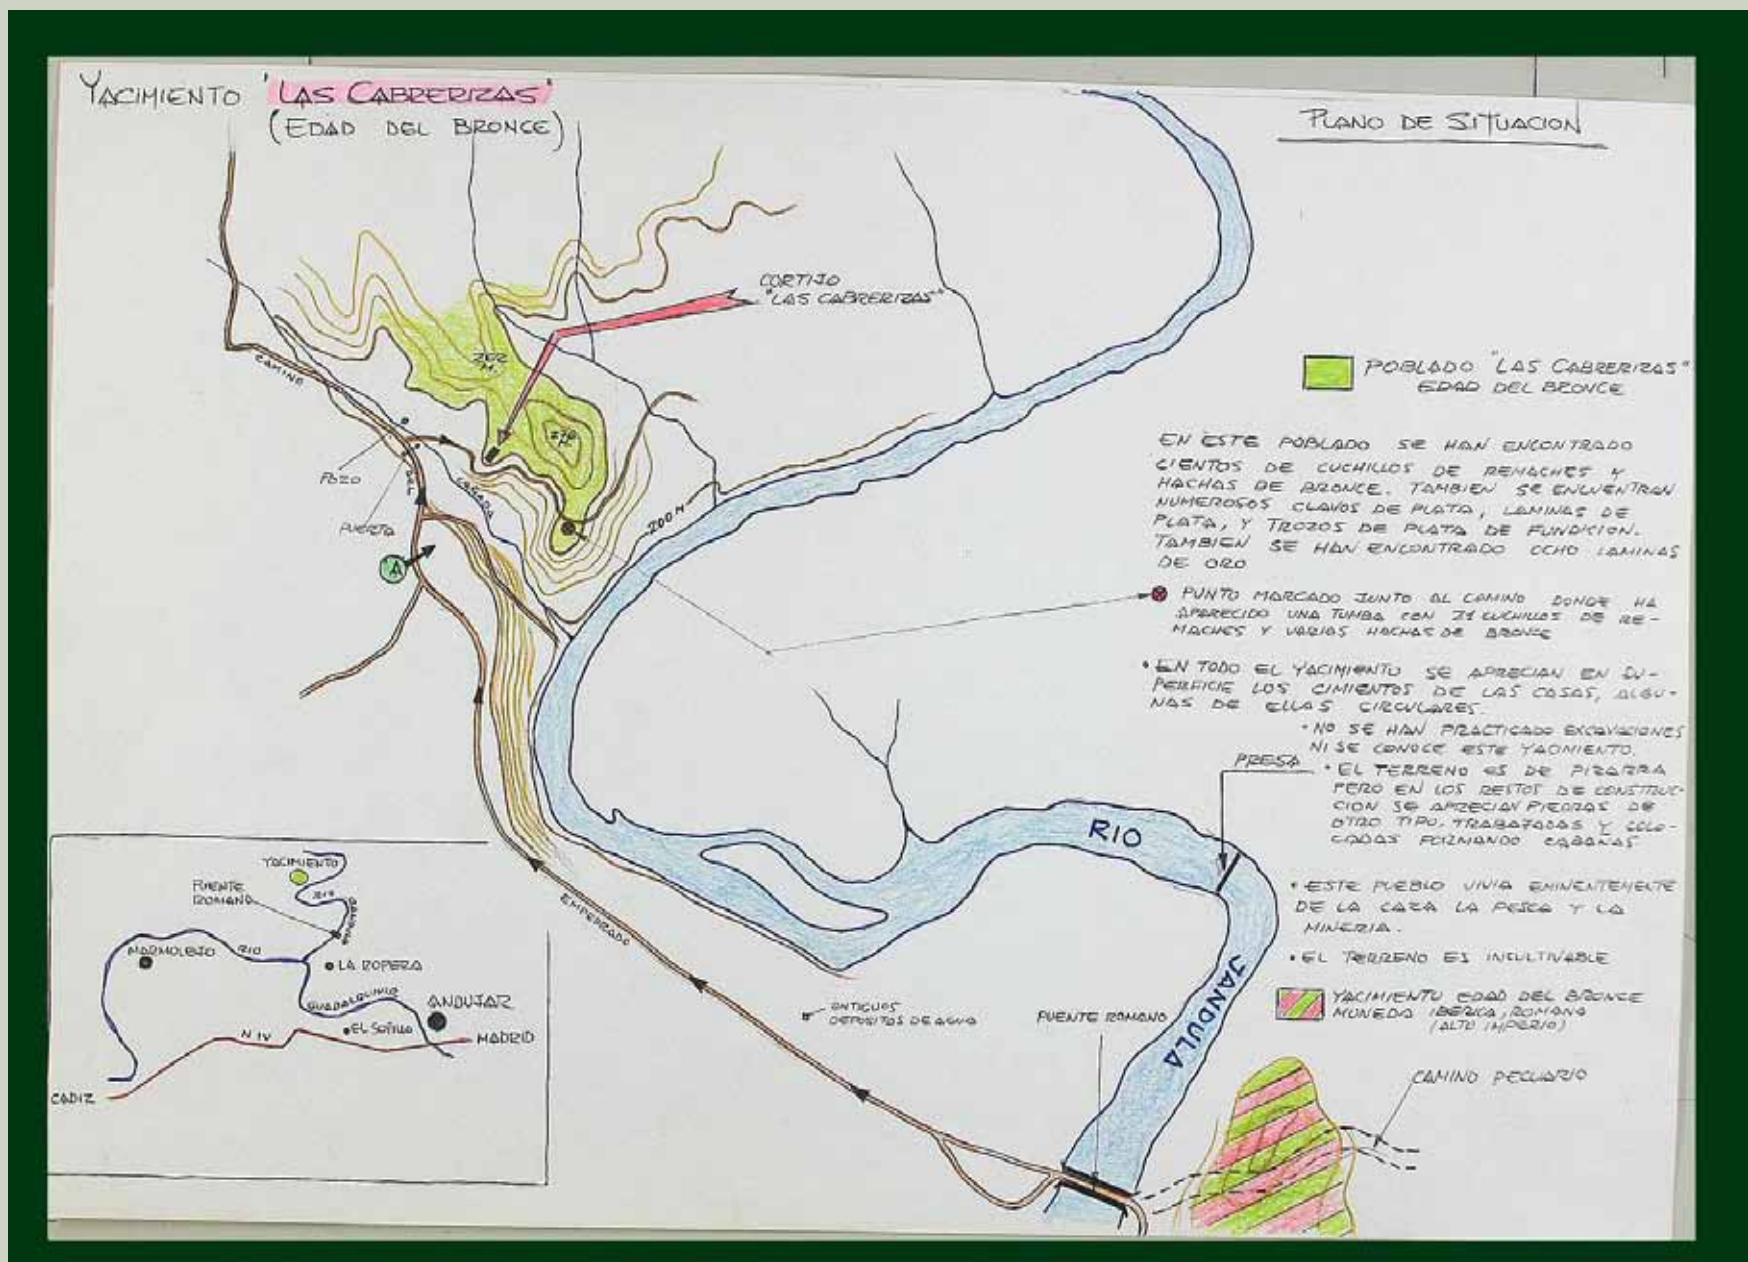 YACIMIENTO 'LAS CABRERIZAS'
(EDAD DEL BRONCE)
PLANO DE SITUACION
CORTIJO
"LAS CABRERIZAS"
262
M.
CAMINO
POZO
DEL
CAÑADA
PUERTA
A
200 M
POBLADO "LAS CABRERIZAS"
EDAD DEL BRONCE
EN ESTE POBLADO SE HAN ENCONTRADO
CIENTOS DE CUCHILLOS DE REMACHES Y
HACHAS DE BRONCE. TAMBIEN SE ENCUENTRAN
NUMEROSOS CLAVOS DE PLATA, LAMINAS DE
PLATA, Y TROZOS DE PLATA DE FUNDICION.
TAMBIEN SE HAN ENCONTRADO OCHO LAMINAS
DE ORO
PUNTO MARCADO JUNTO AL CAMINO DONDE HA
APARECIDO UNA TUMBA CON 21 CUCHILLOS DE RE-
MACHES Y VARIAS HACHAS DE BRONCE
• EN TODO EL YACIMIENTO SE APRECIAN EN SU-
PERFICIE LOS CIMIENTOS DE LAS CASAS, ALGU-
NAS DE ELLAS CIRCULARES.
• NO SE HAN PRACTICADO EXCAVACIONES
NI SE CONOCE ESTE YACIMIENTO.
PRESA
• EL TERRENO ES DE PIZARRA
PERO EN LOS RESTOS DE CONSTRUC-
CION SE APRECIAN PIEDRAS DE
OTRO TIPO, TRABAJADAS Y COLO-
CADAS FORMANDO CABAÑAS
• ESTE PUEBLO VIVIA EMINENTEMENTE
DE LA CAZA LA PESCA Y LA
MINERIA.
• EL TERRENO ES INCULTIVABLE
YACIMIENTO EDAD DEL BRONCE
MONEDA IBERICA, ROMANA
(ALTO IMPERIO)
CAMINO PECUARIO
RIO
JANDULA
EMPEDRADO
ANTIGUOS
DEPOSITOS DE AGUA
PUENTE ROMANO
YACIMIENTO
PUENTE
ROMANO
RIO
JANDULA
MARMOLEJO
RIO
LA ROPERA
GUADALQUIVIR
ANDUJAR
EL SOTILLO
N IV
MADRID
CADIZ